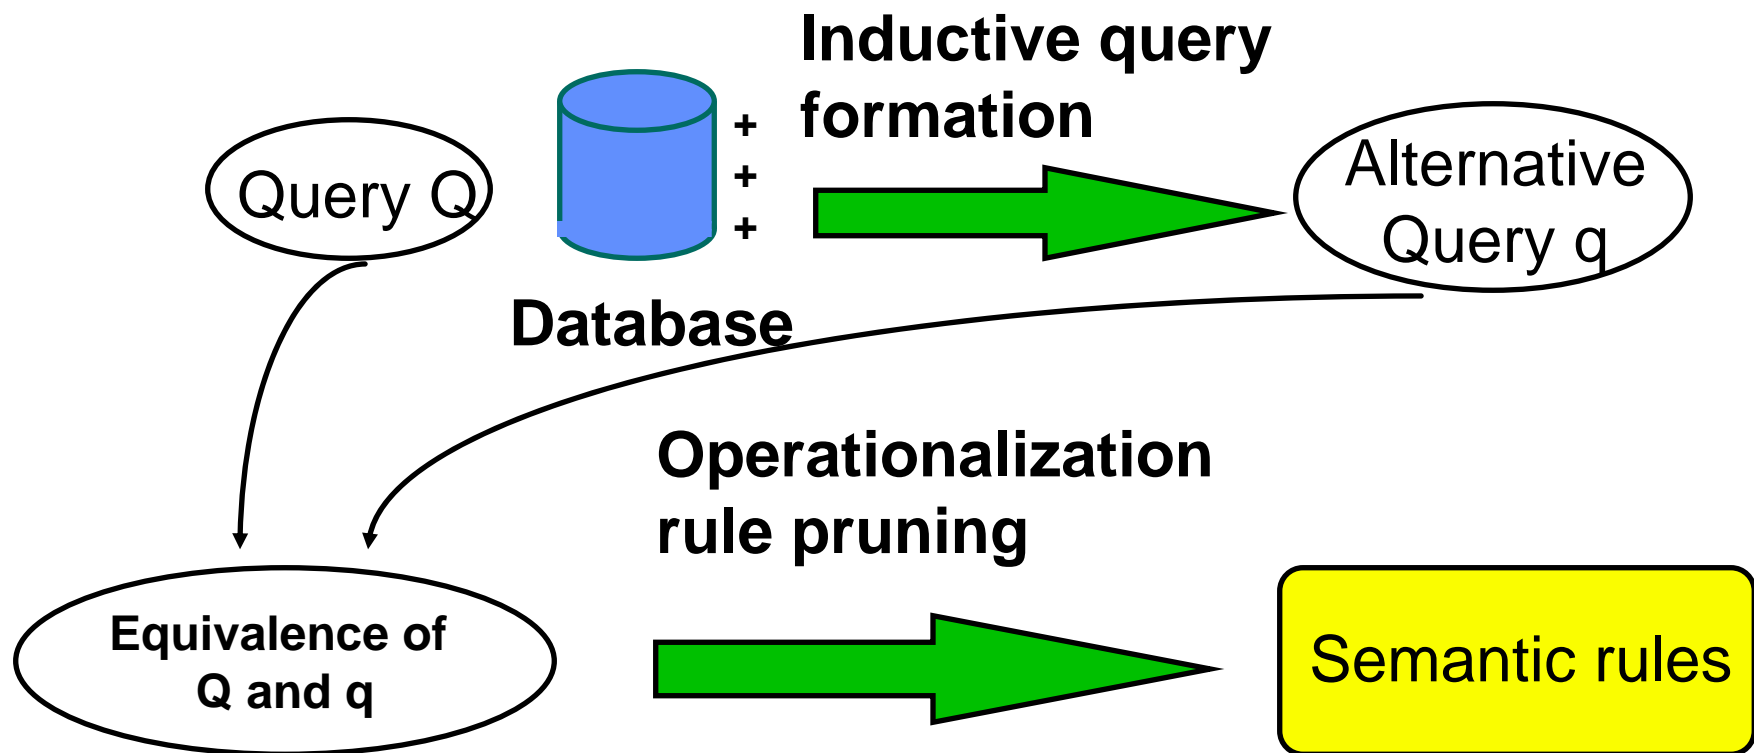 Inductive query
formation
Query Q
+
+
+
Alternative
Query q
Database
Operationalization
rule pruning
Equivalence of
Q and q
Semantic rules